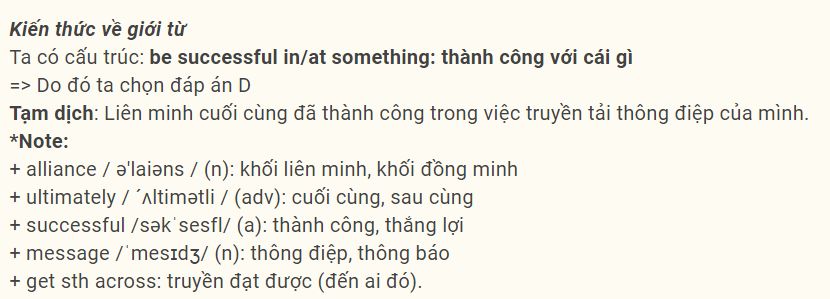 Kiến thức về giới từ
Ta có cấu trúc: be successful in/at something: thành công với cái gì
=> Do đó ta chọn đáp án D
Tạm dịch: Liên minh cuối cùng đã thành công trong việc truyền tải thông điệp của mình.
*Note:
+ alliance / ə'laiəns / (n): khối liên minh, khối đồng minh
+ ultimately / ´ʌltimətli / (adv): cuối cùng, sau cùng
+ successful /səkˈsesfl/ (a): thành công, thắng lợi
+ message /ˈmesɪdʒ/ (n): thông điệp, thông báo
+ get sth across: truyền đạt được (đến ai đó).